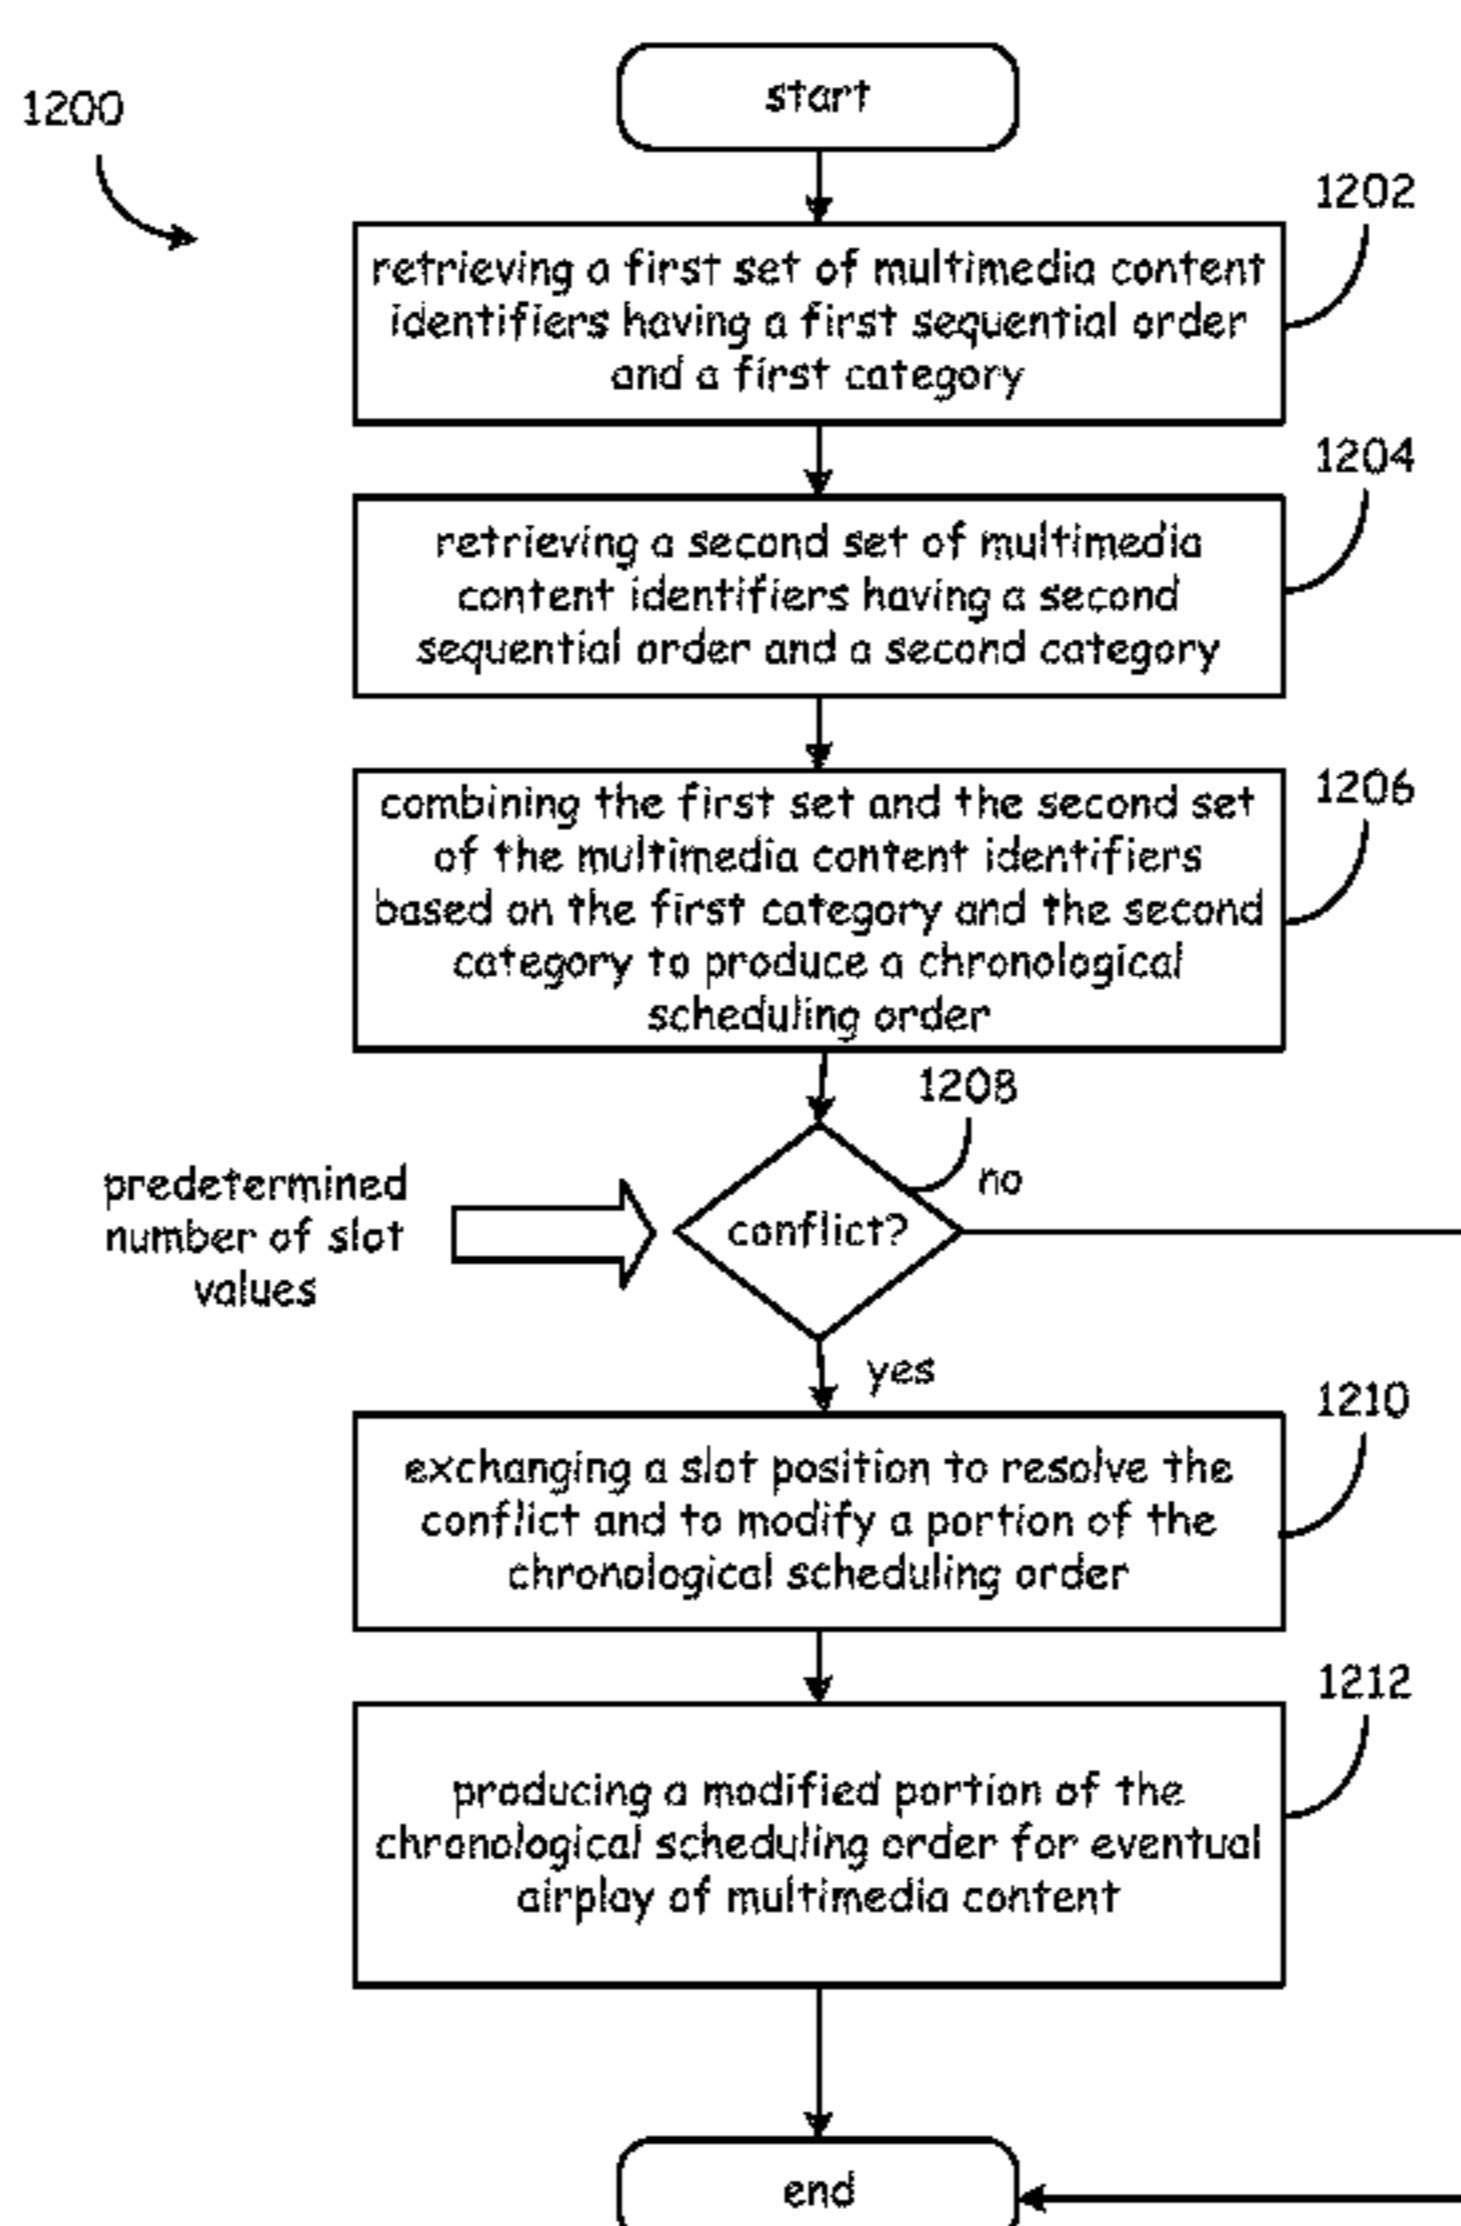 start
1200
1202
retrieving a first set of multimedia content
identifiers having a first sequential order
and a first category
1204
retrieving a second set of multimedia
content identifiers having a second
sequential order and a second category
1206
combining the first set and the second set
of the multimedia content identifiers
based on the first category and the second
category to produce a chronological
scheduling order
1208
no
predetermined
number of slot
values
conflict?
yes
1210
exchanging a slot position to resolve the
conflict and to modify a portion of the
chronological scheduling order
1212
producing a modified portion of the
chronological scheduling order for eventual
airplay of multimedia content
end